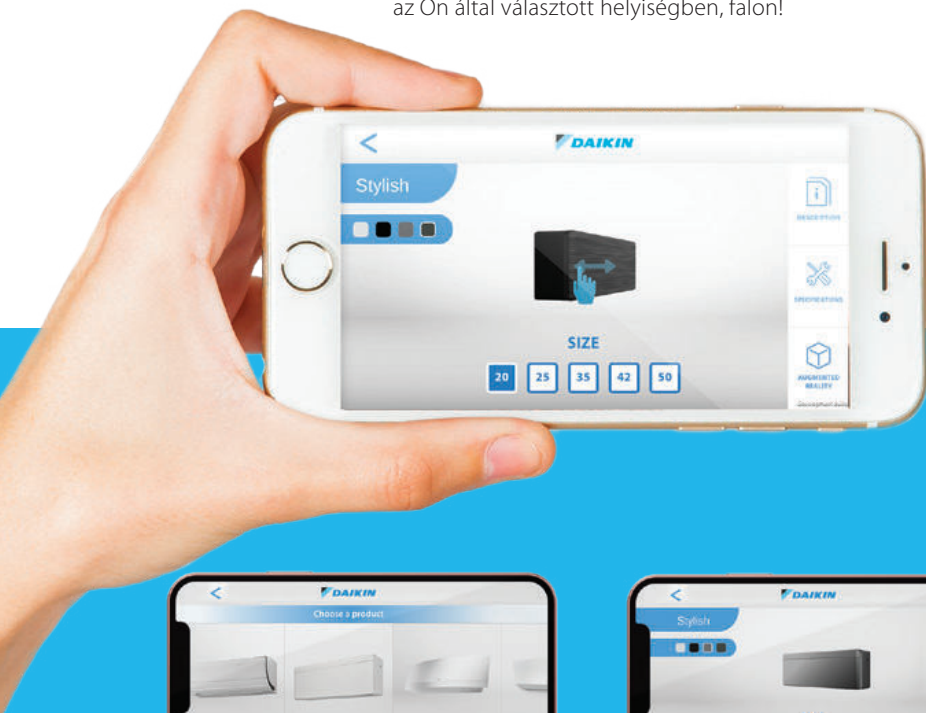 az Ön által választott helyiségben, falon!
DAIKIN
Stylish
DESCRIPTION
SPECIFICATIONS
SIZE
20 25 35 42 50
AUGMENTED
REALITY
DAIKIN
Choose a product
DAIKIN
Stylish